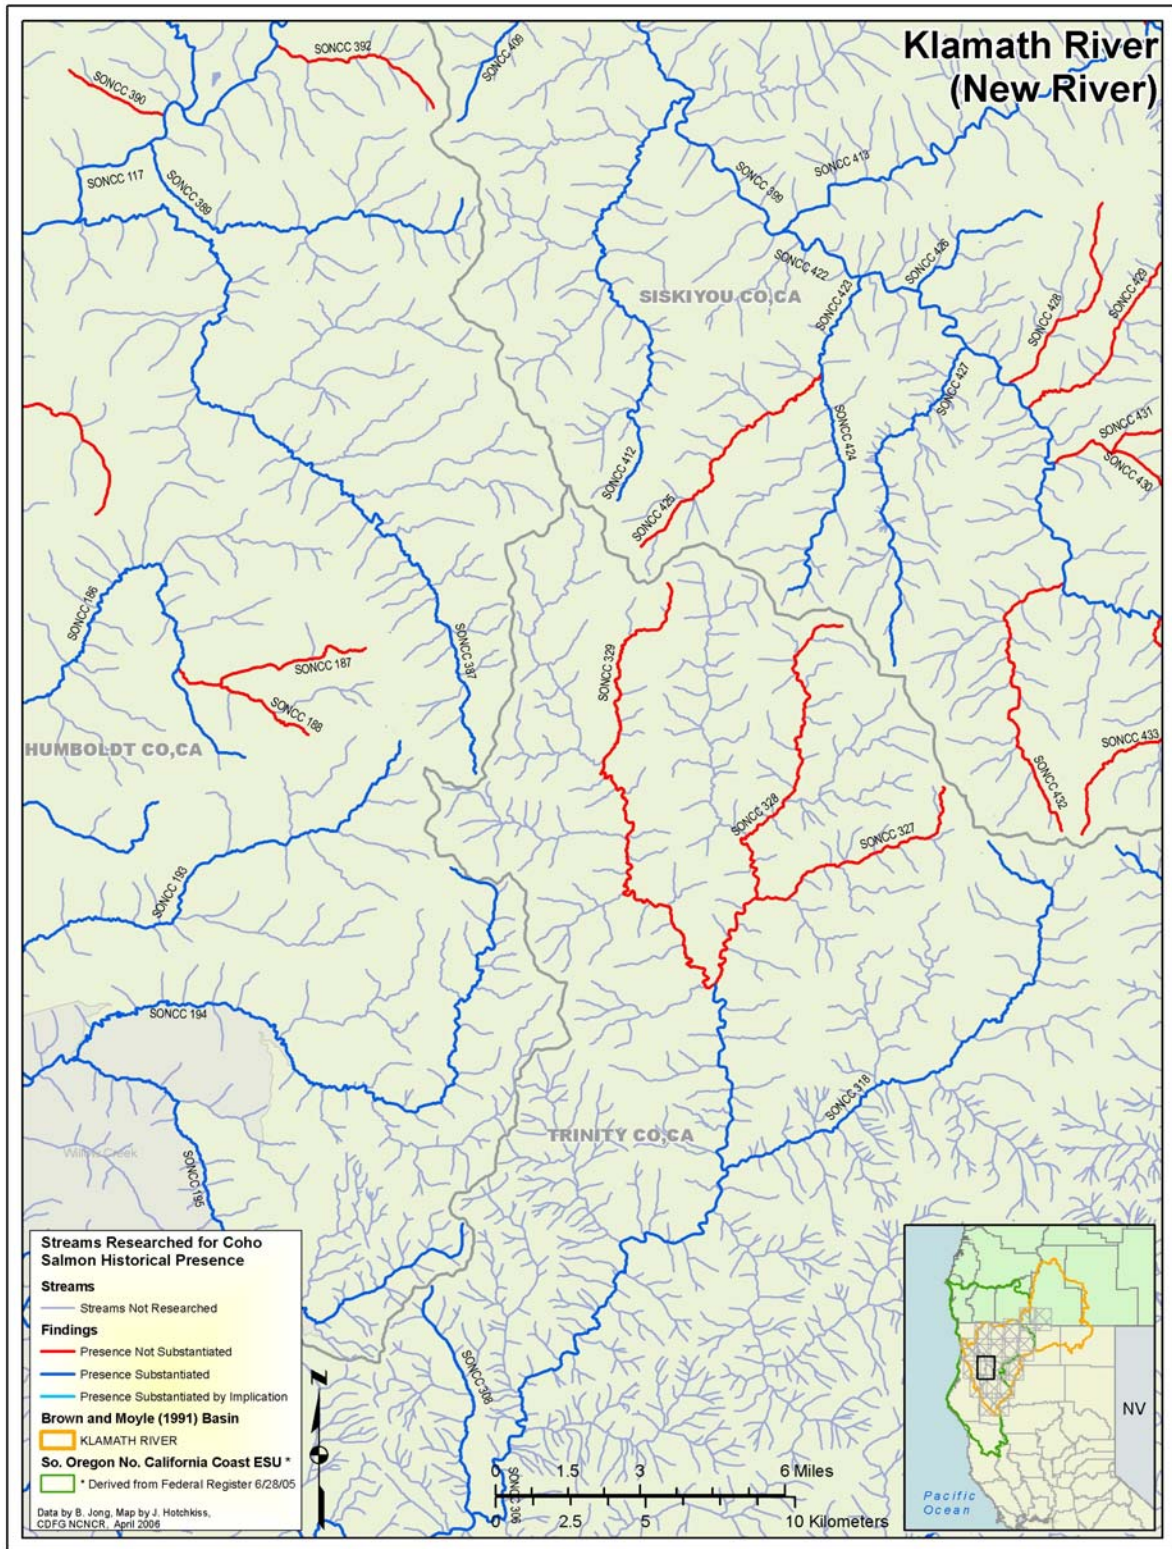 Klamath River
(New River)
SONCC 392
SONCC 409
SONCC 390
SONCC 117
SONCC 389
SONCC 399
SONCC 413
SONCC 422
SONCC 426
SISKIYOU CO,CA
SONCC 423
SONCC 428
SONCC 429
SONCC 427
SONCC 424
SONCC 431
SONCC 430
SONCC 412
SONCC 425
SONCC 186
SONCC 187
SONCC 188
SONCC 387
SONCC 329
HUMBOLDT CO,CA
SONCC 433
SONCC 432
SONCC 328
SONCC 327
SONCC 193
SONCC 194
SONCC 318
TRINITY CO,CA
Willow Creek
SONCC 195
SONCC 308
SONCC 306
Streams Researched for Coho
Salmon Historical Presence
Streams
Streams Not Researched
Findings
Presence Not Substantiated
Presence Substantiated
Presence Substantiated by Implication
Brown and Moyle (1991) Basin
KLAMATH RIVER
So. Oregon No. California Coast ESU *
* Derived from Federal Register 6/28/05
Data by B. Jong, Map by J. Hotchkiss,
CDFG NCNCR, April 2006
Z
0 1.5 3 6 Miles
0 2.5 5 10 Kilometers
NV
Pacific
Ocean